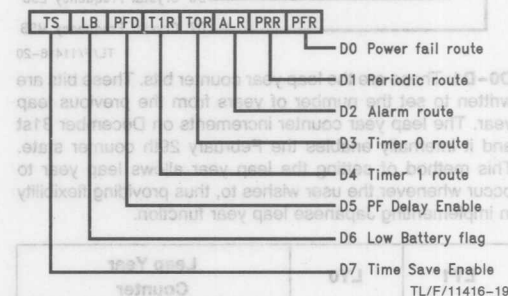 TS LB PFD T1R T0R ALR PRR PFR
D0 Power fail route
D1 Periodic route
D2 Alarm route
D3 Timer 0 route
D4 Timer 1 route
D5 PF Delay Enable
D6 Low Battery flag
D7 Time Save Enable
TL/F/11416-19